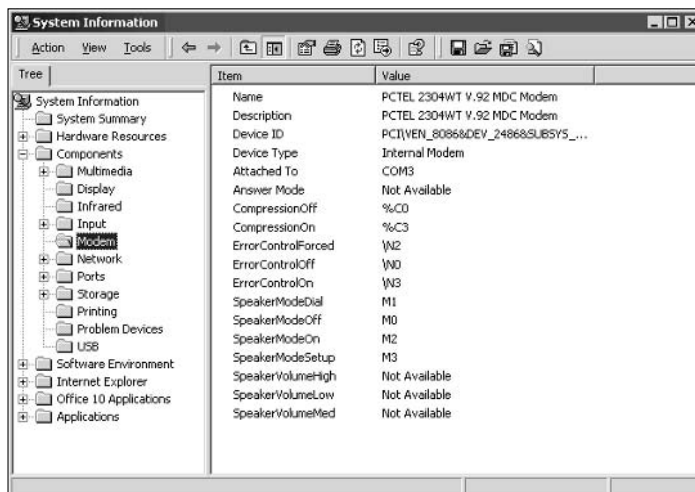 System Information
Action View Tools
Tree
System Information
System Summary
Hardware Resources
Components
Multimedia
Display
Infrared
Input
Modem
Network
Ports
Storage
Printing
Problem Devices
USB
Software Environment
Internet Explorer
Office 10 Applications
Applications
Item Value
Name PCTEL 2304WT V.92 MDC Modem
Description PCTEL 2304WT V.92 MDC Modem
Device ID PCI\VEN_8086&DEV_2486&SUBSYS_...
Device Type Internal Modem
Attached To COM3
Answer Mode Not Available
CompressionOff %C0
CompressionOn %C3
ErrorControlForced \N2
ErrorControlOff \N0
ErrorControlOn \N3
SpeakerModeDial M1
SpeakerModeOff M0
SpeakerModeOn M2
SpeakerModeSetup M3
SpeakerVolumeHigh Not Available
SpeakerVolumeLow Not Available
SpeakerVolumeMed Not Available